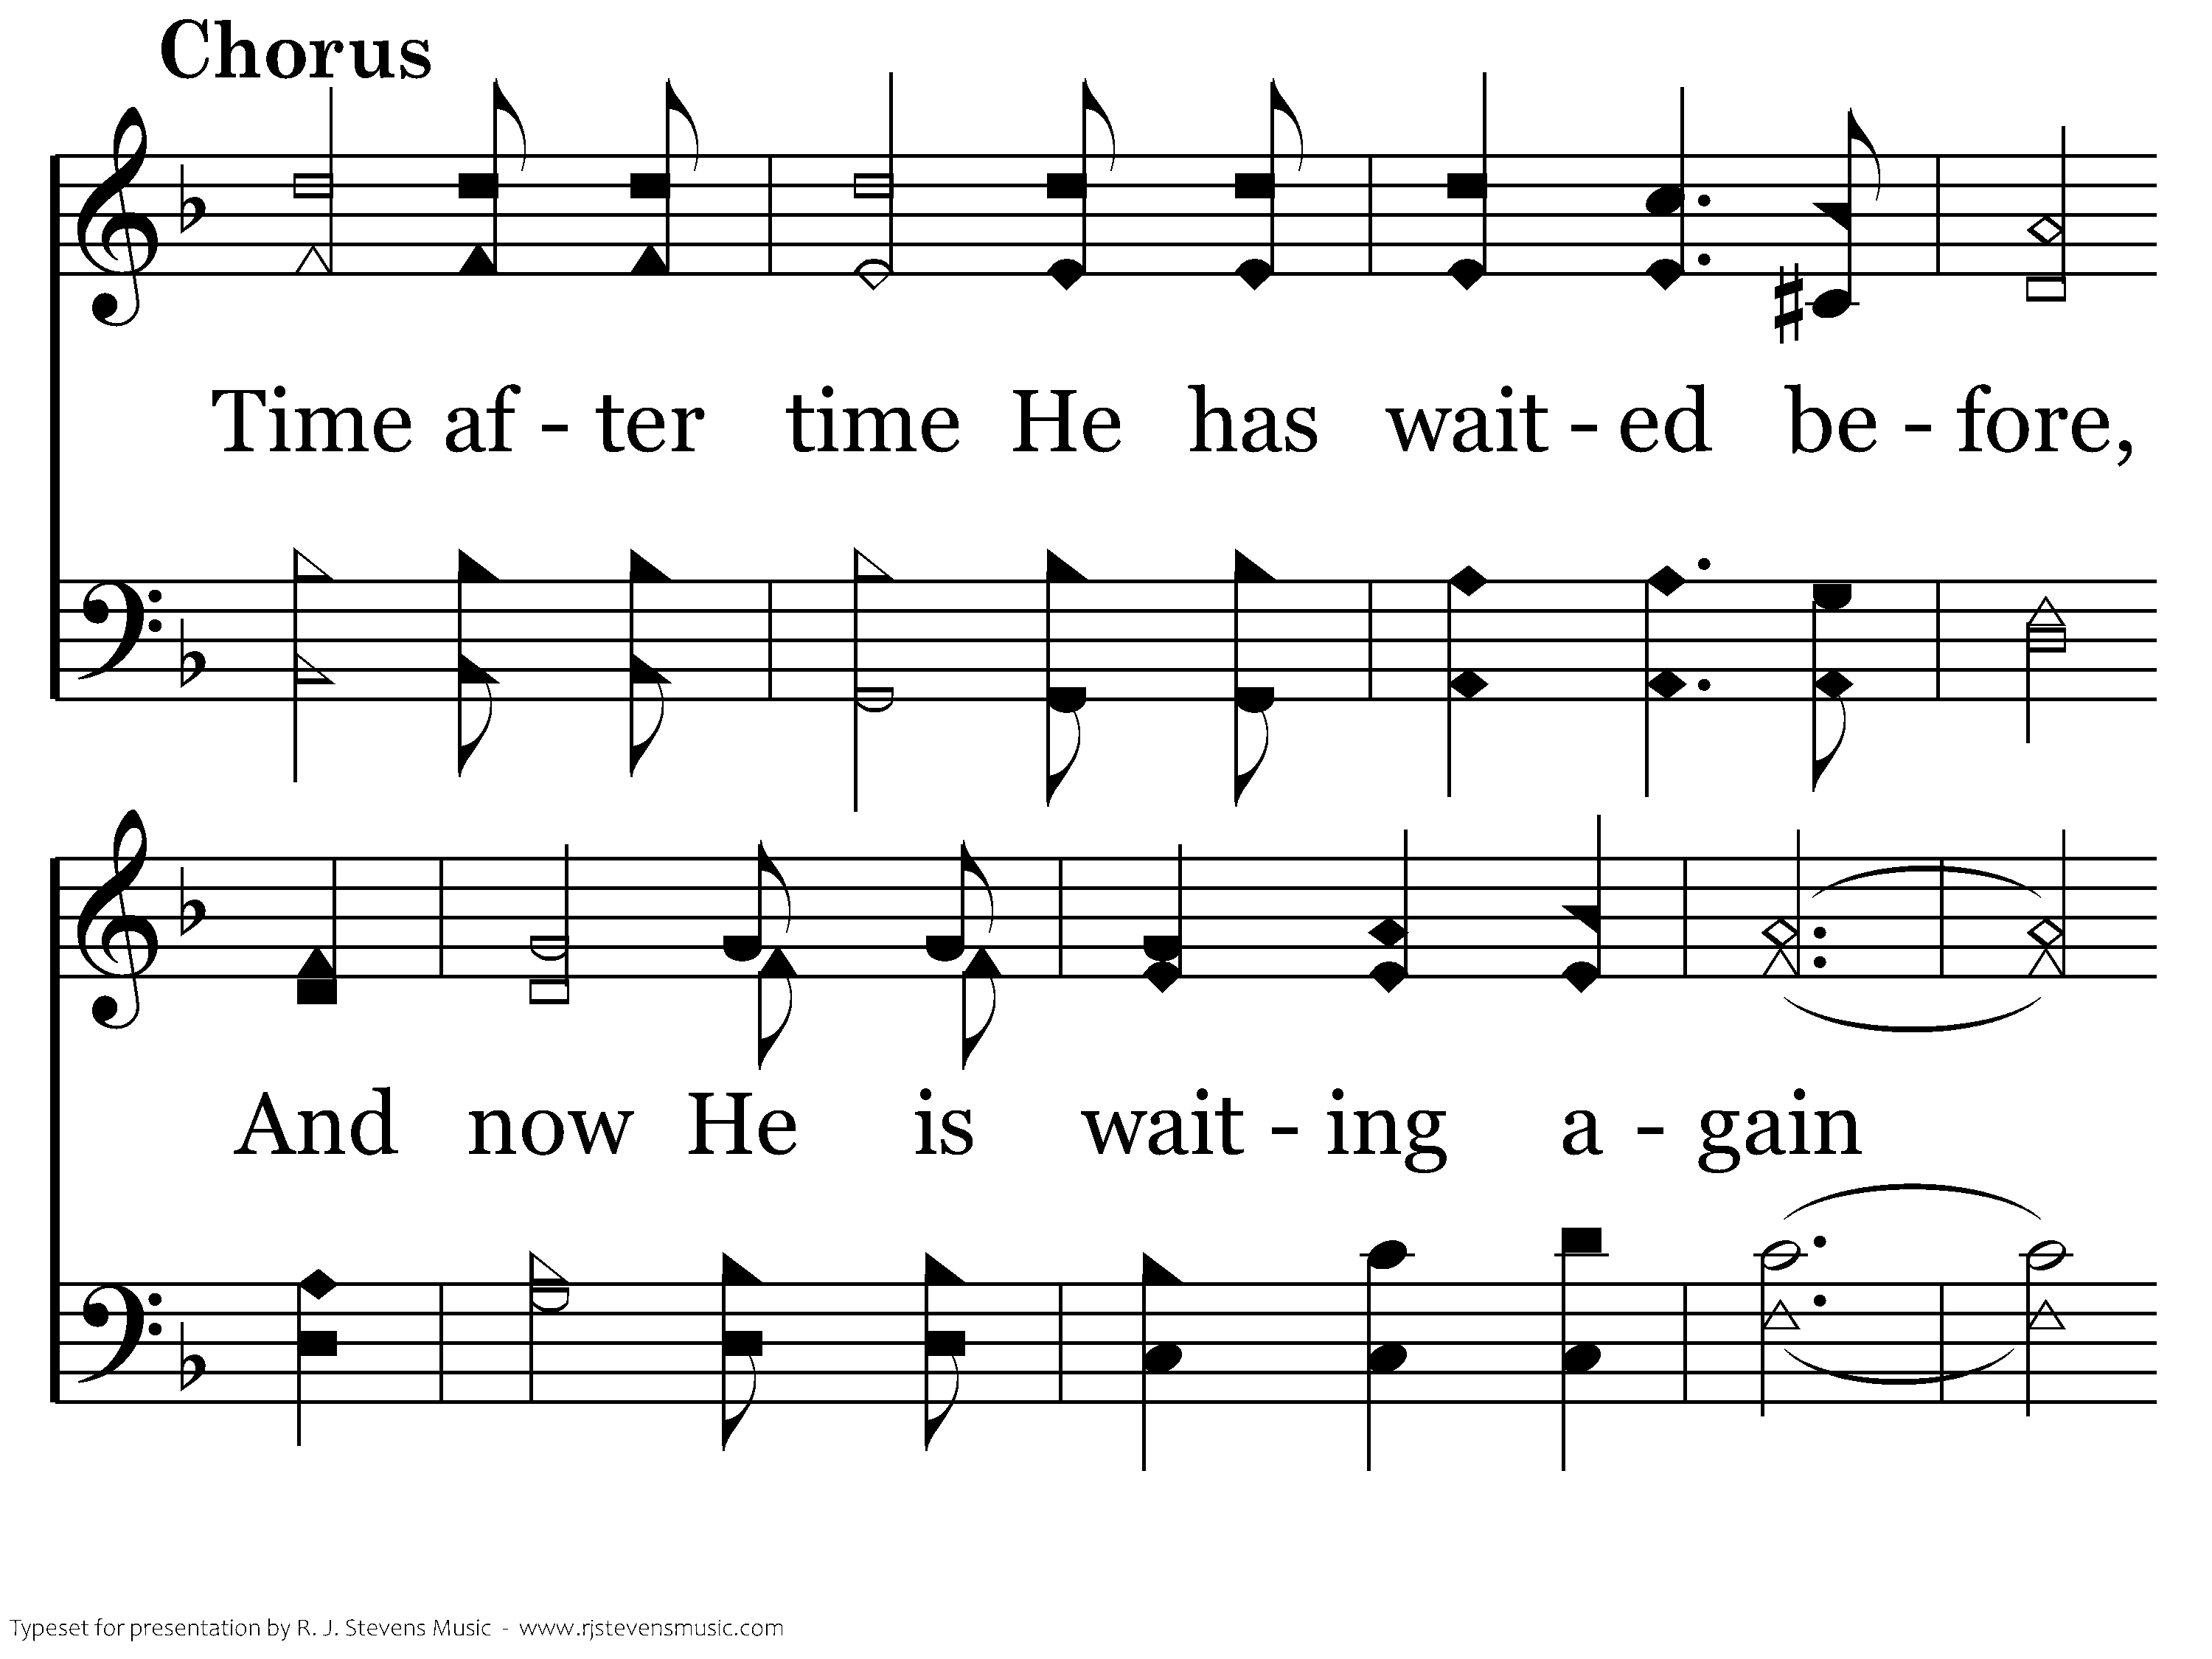 Chorus
Time af - ter time He has wait - ed be - fore,
And now He is wait - ing a - gain
Typeset for presentation by R. J. Stevens Music - www.rjstevensmusic.com